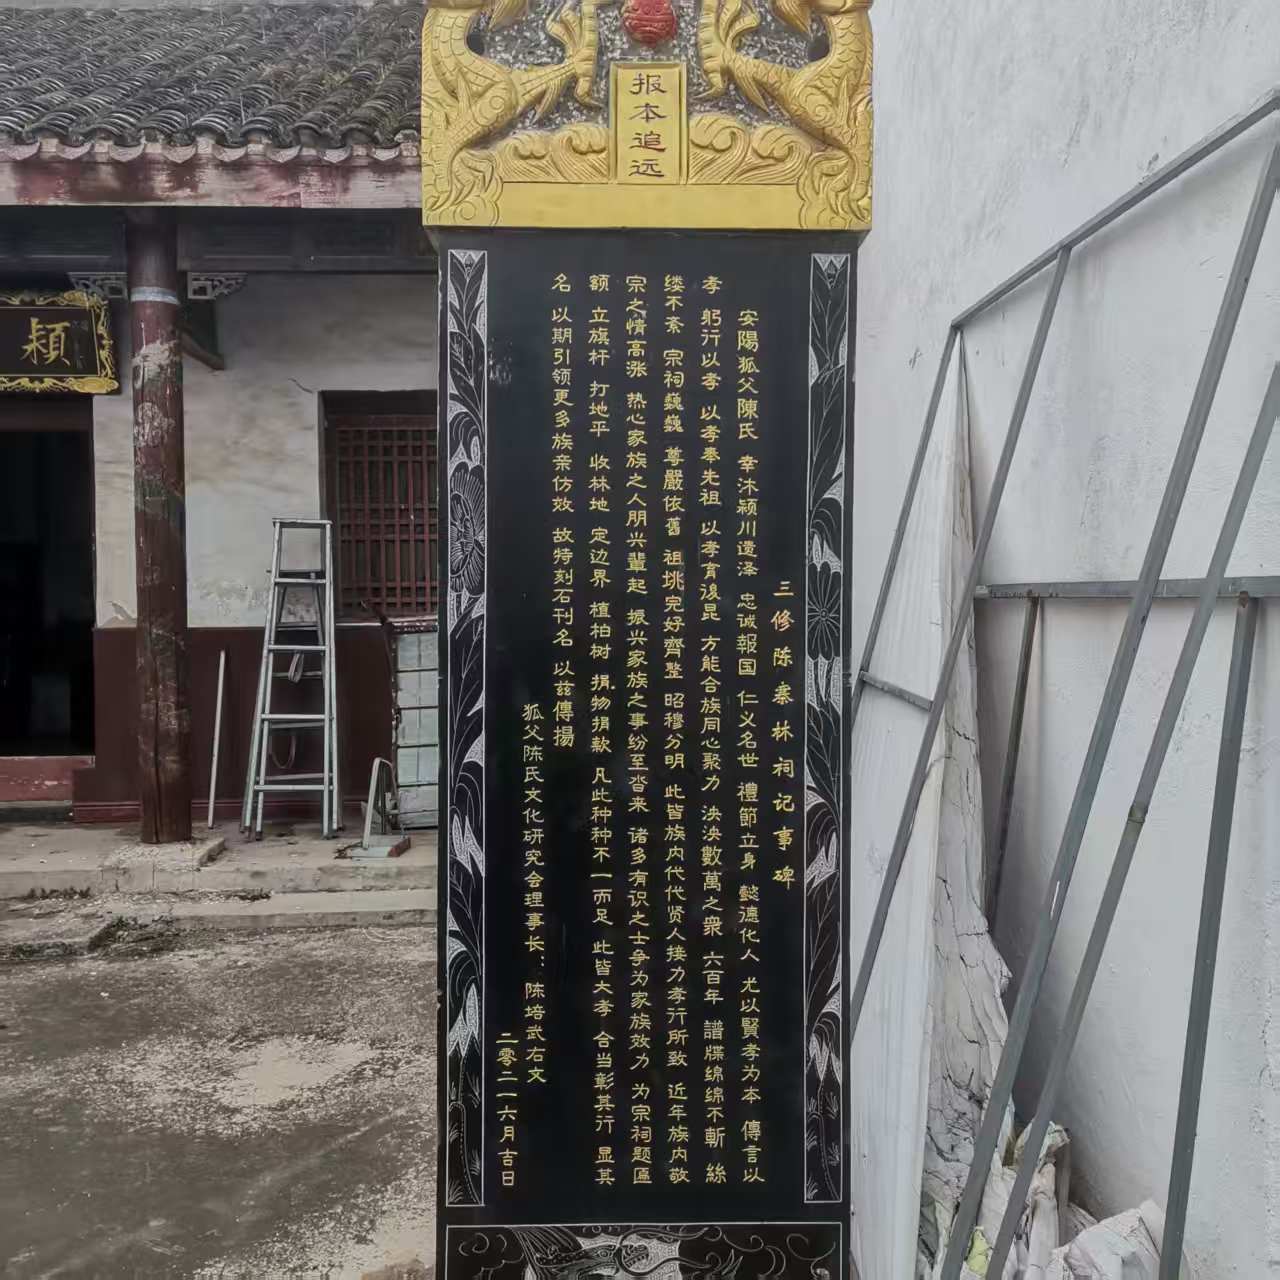 报本追远
三修陈寨林祠记事碑
安陽狐父陳氏 幸沐颍川遗泽 忠诚報国 仁义名世 禮節立身 懿德化人 尤以賢孝为本 傳言以
孝 躬行以孝 以孝奉先祖 以孝育後昆 方能合族同心聚力 泱泱數萬之衆 六百年 譜牒绵绵不斬 絲
缕不紊 宗祠巍巍 尊嚴依舊 祖垗完好齊整 昭穆分明 此皆族内代代贤人接力孝行所致 近年族内敬
宗之情高涨 热心家族之人朋兴輩起 振兴家族之事纷至沓来 诸多有识之士争为家族效力 为宗祠题匾
额 立旗杆 打地平 收林地 定边界 植柏树 捐物捐款 凡此种种不一而足 此皆大孝 合当彰其行 显其
名 以期引领更多族亲仿效 故特刻石刊名 以兹傳揚
狐父陈氏文化研究会理事长：陈培武右文
二零二一六月吉日
颖